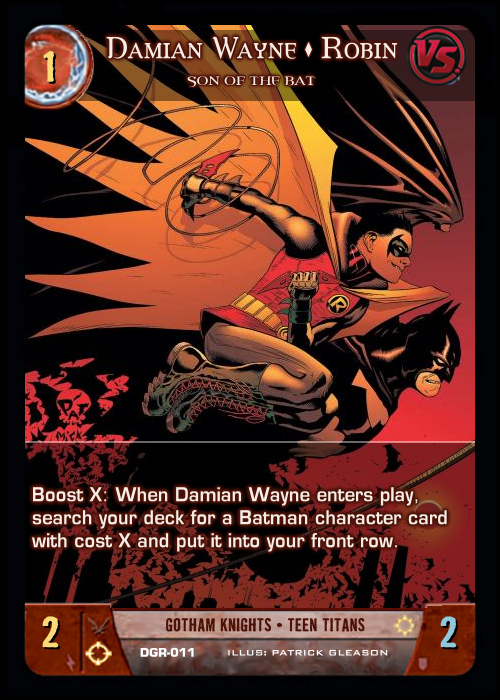 1
DAMIAN WAYNE ♦ ROBIN
VS.
SON OF THE BAT
Boost X: When Damian Wayne enters play,
search your deck for a Batman character card
with cost X and put it into your front row.
2
GOTHAM KNIGHTS • TEEN TITANS
2
DGR-011 ILLUS: PATRICK GLEASON